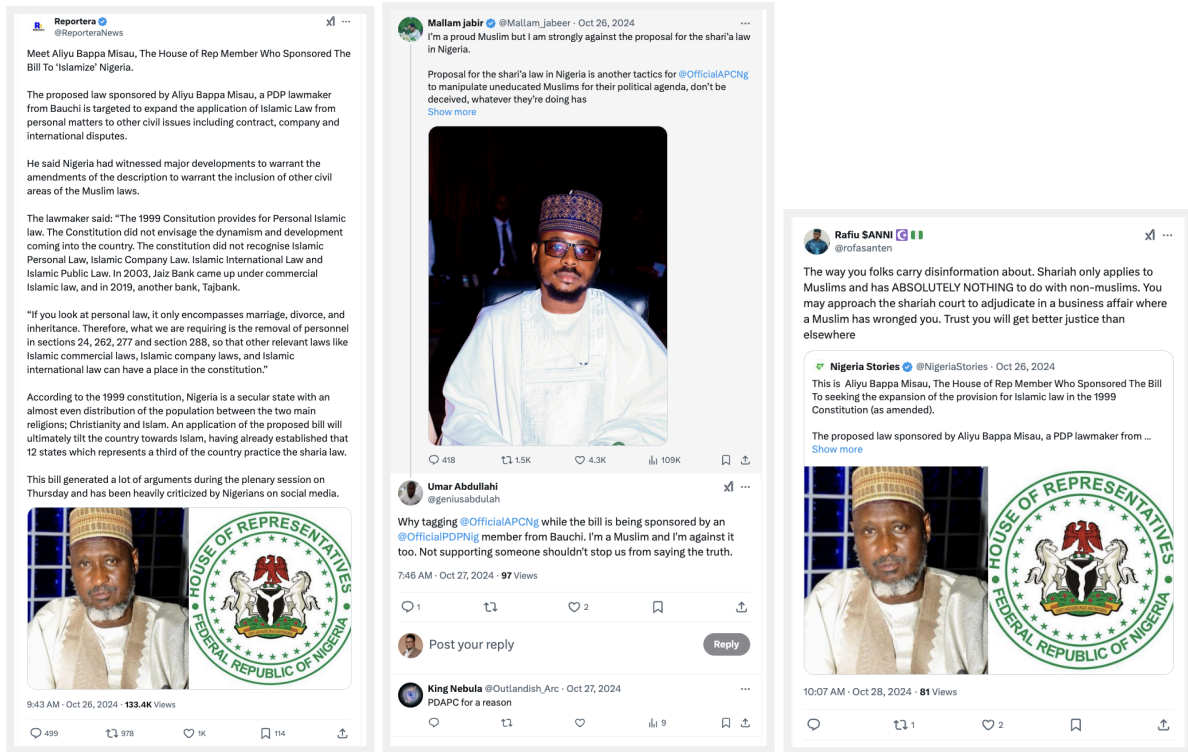 Reportera
@ReporteraNews
Meet Aliyu Bappa Misau, The House of Rep Member Who Sponsored The
Bill To ‘Islamize’ Nigeria.
The proposed law sponsored by Aliyu Bappa Misau, a PDP lawmaker
from Bauchi is targeted to expand the application of Islamic Law from
personal matters to other civil issues including contract, company and
international disputes.
He said Nigeria had witnessed major developments to warrant the
amendments of the description to warrant the inclusion of other civil
areas of the Muslim laws.
The lawmaker said: “The 1999 Consitution provides for Personal Islamic
law. The Constitution did not envisage the dynamism and development
coming into the country. The constitution did not recognise Islamic
Personal Law, Islamic Company Law. Islamic International Law and
Islamic Public Law. In 2003, Jaiz Bank came up under commercial
Islamic law, and in 2019, another bank, Tajbank.
“If you look at personal law, it only encompasses marriage, divorce, and
inheritance. Therefore, what we are requiring is the removal of personnel
in sections 24, 262, 277 and section 288, so that other relevant laws like
Islamic commercial laws, Islamic company laws, and Islamic
international law can have a place in the constitution.”
According to the 1999 constitution, Nigeria is a secular state with an
almost even distribution of the population between the two main
religions; Christianity and Islam. An application of the proposed bill will
ultimately tilt the country towards Islam, having already established that
12 states which represents a third of the country practice the sharia law.
This bill generated a lot of arguments during the plenary session on
Thursday and has been heavily criticized by Nigerians on social media.
HOUSE OF REPRESENTATIVES
FEDERAL REPUBLIC OF NIGERIA
9:43 AM · Oct 26, 2024 · 133.4K Views
499 978 1K 114
Mallam jabir @Mallam_jabeer · Oct 26, 2024
I’m a proud Muslim but I am strongly against the proposal for the shari’a law
in Nigeria.
Proposal for the shari’a law in Nigeria is another tactics for @OfficialAPCNg
to manipulate uneducated Muslims for their political agenda, don’t be
deceived, whatever they’re doing has
Show more
418 1.5K 4.3K 109K
Umar Abdullahi
@geniusabdulah
Why tagging @OfficialAPCNg while the bill is being sponsored by an
@OfficialPDPNig member from Bauchi. I’m a Muslim and I’m against it
too. Not supporting someone shouldn’t stop us from saying the truth.
7:46 AM · Oct 27, 2024 · 97 Views
1 2
Post your reply
Reply
King Nebula @Outlandish_Arc · Oct 27, 2024
PDAPC for a reason
9
Rafiu $ANNI
@rofasanten
The way you folks carry disinformation about. Shariah only applies to
Muslims and has ABSOLUTELY NOTHING to do with non-muslims. You
may approach the shariah court to adjudicate in a business affair where
a Muslim has wronged you. Trust you will get better justice than
elsewhere
Nigeria Stories @NigeriaStories · Oct 26, 2024
This is Aliyu Bappa Misau, The House of Rep Member Who Sponsored The Bill
To seeking the expansion of the provision for Islamic law in the 1999
Constitution (as amended).
The proposed law sponsored by Aliyu Bappa Misau, a PDP lawmaker from ...
Show more
HOUSE OF REPRESENTATIVES
FEDERAL REPUBLIC OF NIGERIA
10:07 AM · Oct 28, 2024 · 81 Views
1 2